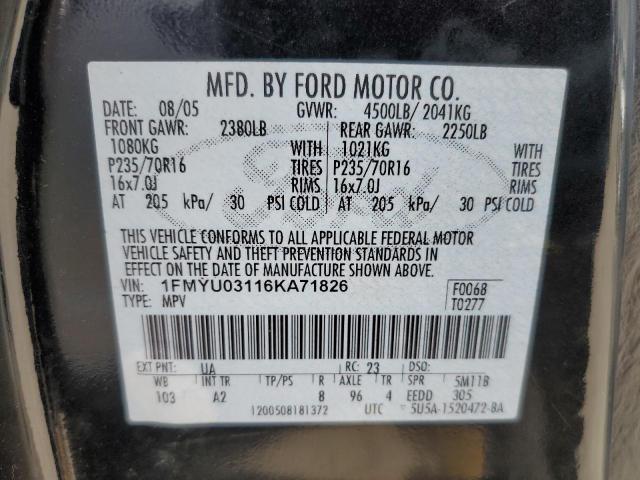 MFD. BY FORD MOTOR CO.
DATE: 08/05 GVWR: 4500LB/ 2041KG
FRONT GAWR: 2380LB REAR GAWR: 2250LB
1080KG WITH 1021KG WITH
P235/70R16 TIRES P235/70R16 TIRES
16x7.0J RIMS 16x7.0J RIMS
AT 205 kPa/ 30 PSI COLD AT 205 kPa/ 30 PSI COLD
THIS VEHICLE CONFORMS TO ALL APPLICABLE FEDERAL MOTOR
VEHICLE SAFETY AND THEFT PREVENTION STANDARDS IN
EFFECT ON THE DATE OF MANUFACTURE SHOWN ABOVE.
VIN: 1FMYU03116KA71826 F0068
TYPE: MPV T0277
EXT PNT: UA RC: 23 DSO:
WB INT TR TP/PS R AXLE TR SPR 5M11B
103 A2 8 96 4 EEDD 305
1200508181372 UTC 5U5A-1520472-BA
Ford